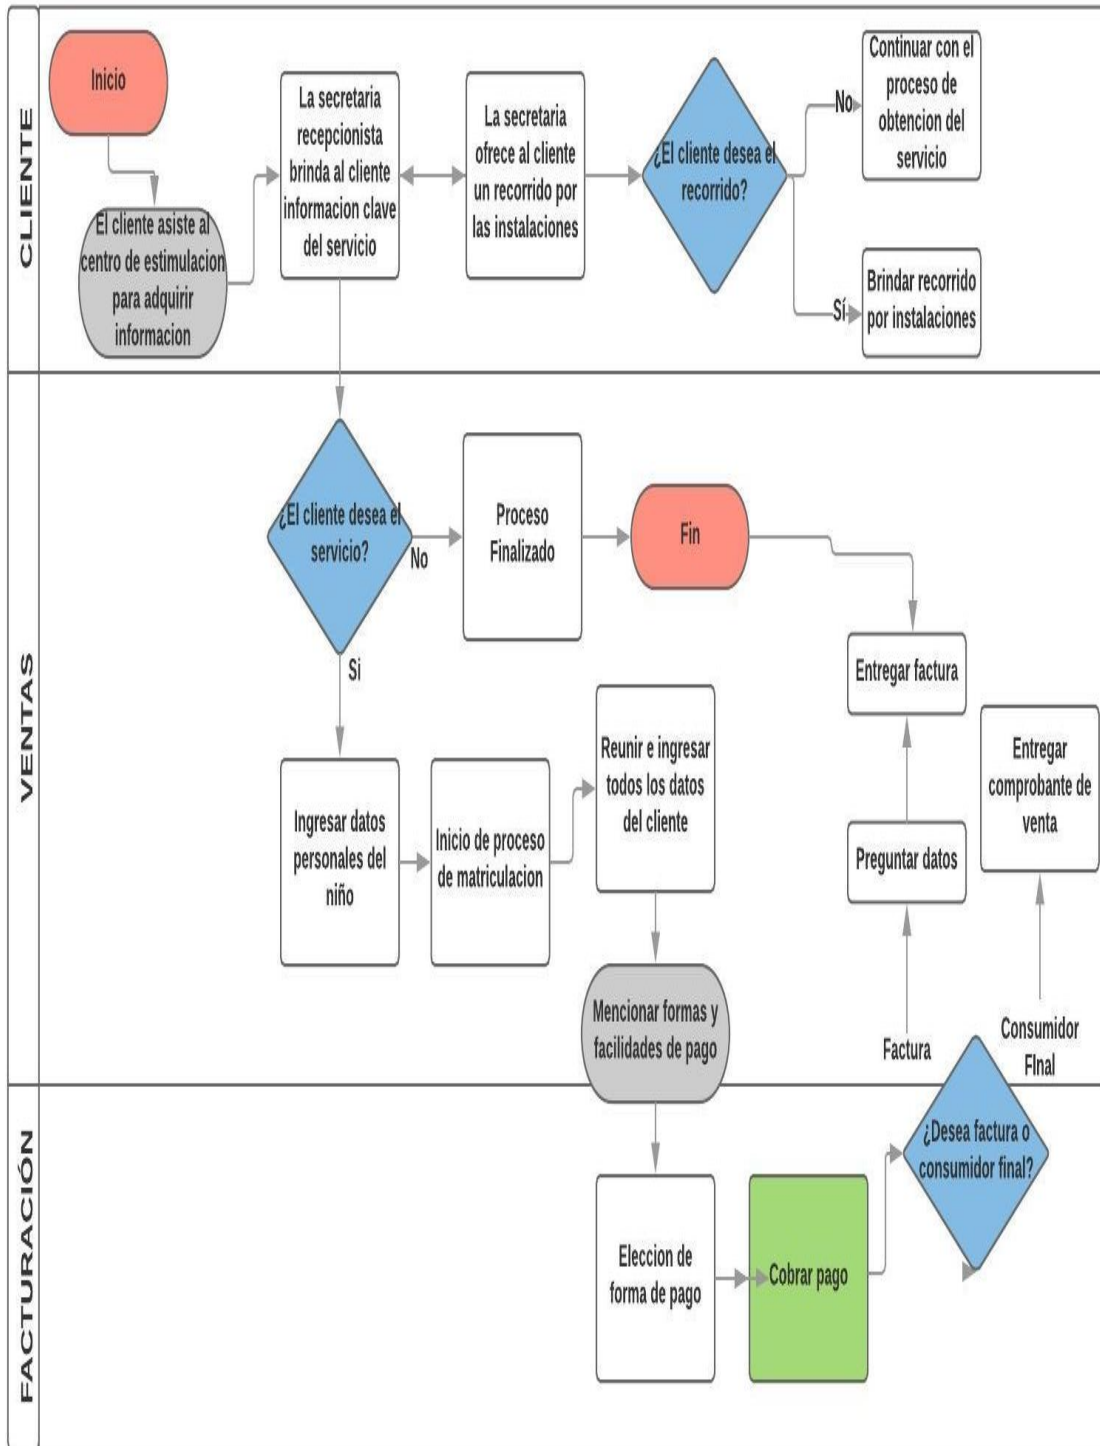 CLIENTE
Inicio
El cliente asiste al
centro de estimulacion
para adquirir
informacion
La secretaria
recepcionista
brinda al cliente
informacion clave
del servicio
La secretaria
ofrece al cliente
un recorrido por
las instalaciones
¿El cliente desea el
recorrido?
No
Continuar con el
proceso de
obtencion del
servicio
Sí
Brindar recorrido
por instalaciones
VENTAS
¿El cliente desea el
servicio?
No
Proceso
Finalizado
Fin
Si
Ingresar datos
personales del
niño
Inicio de proceso
de matriculacion
Reunir e ingresar
todos los datos
del cliente
Mencionar formas y
facilidades de pago
Entregar factura
Preguntar datos
Factura
Entregar
comprobante de
venta
Consumidor
FInal
FACTURACIÓN
Eleccion de
forma de pago
Cobrar pago
¿Desea factura o
consumidor final?